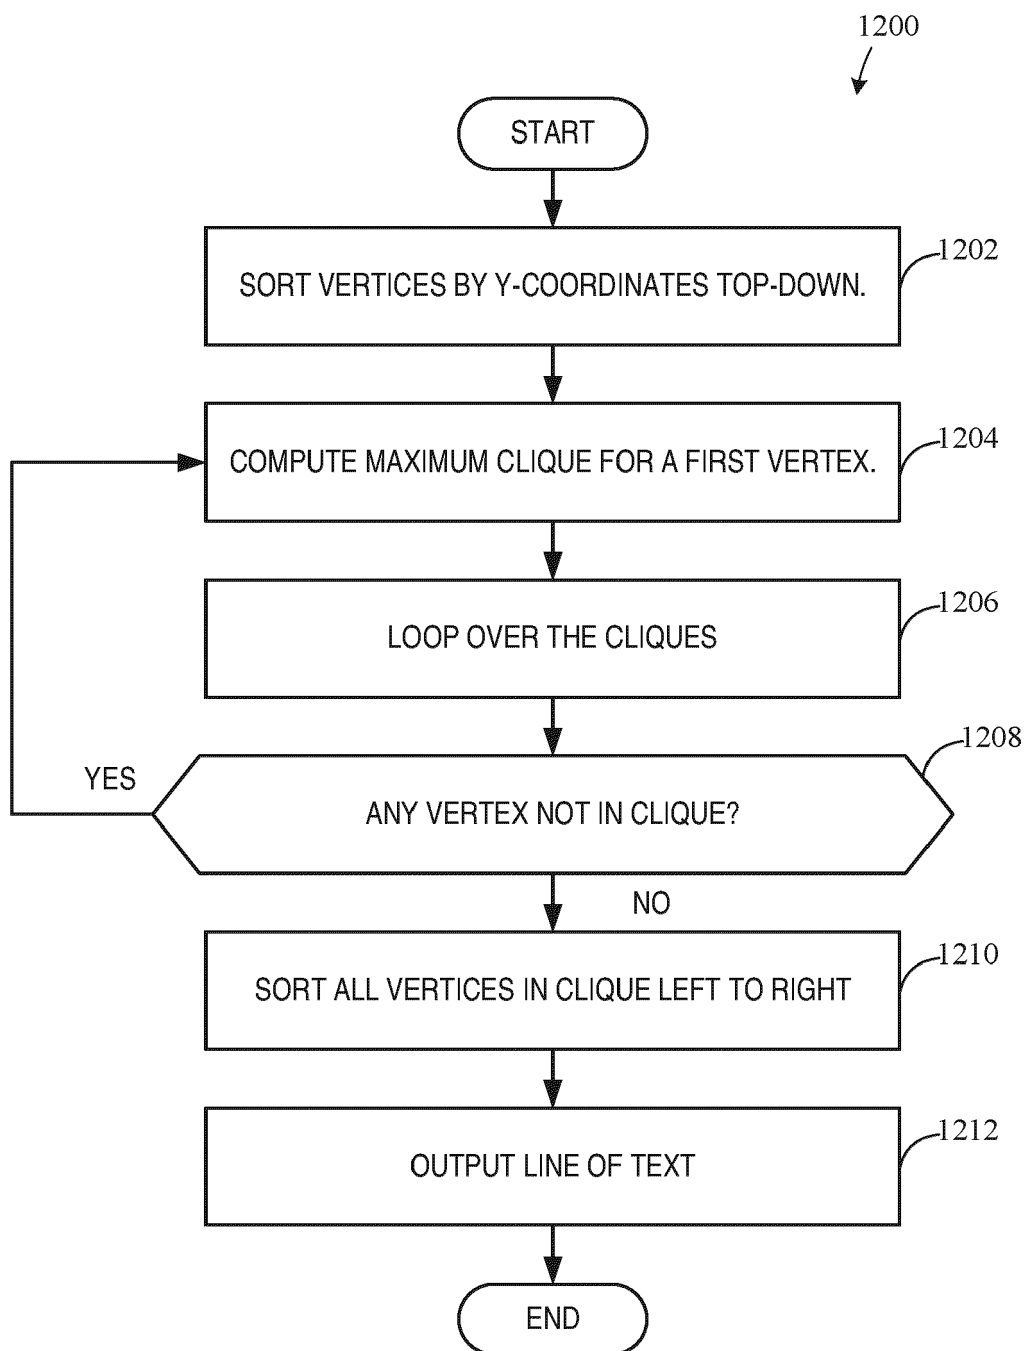 1200
START
1202
SORT VERTICES BY Y-COORDINATES TOP-DOWN.
1204
COMPUTE MAXIMUM CLIQUE FOR A FIRST VERTEX.
1206
LOOP OVER THE CLIQUES
1208
YES
ANY VERTEX NOT IN CLIQUE?
NO
1210
SORT ALL VERTICES IN CLIQUE LEFT TO RIGHT
1212
OUTPUT LINE OF TEXT
END